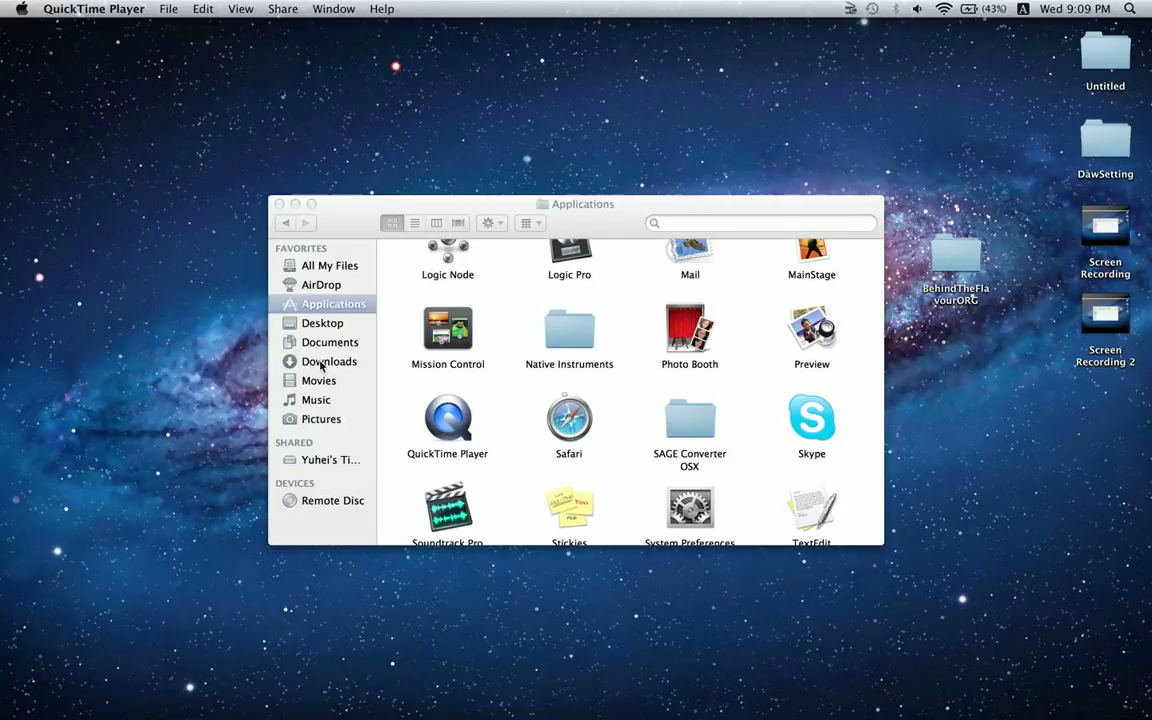 QuickTime Player File Edit View Share Window Help
(43%) A Wed 9:09 PM
Untitled
DawSetting
Screen
Recording
Screen
Recording 2
BehindTheFla
vourORG
Applications
FAVORITES
All My Files
AirDrop
Applications
Desktop
Documents
Downloads
Movies
Music
Pictures
SHARED
Yuhei's Ti...
DEVICES
Remote Disc
Logic Node Logic Pro Mail MainStage
Mission Control Native Instruments Photo Booth Preview
QuickTime Player Safari SAGE Converter
OSX Skype
Soundtrack Pro Stickies System Preferences TextEdit